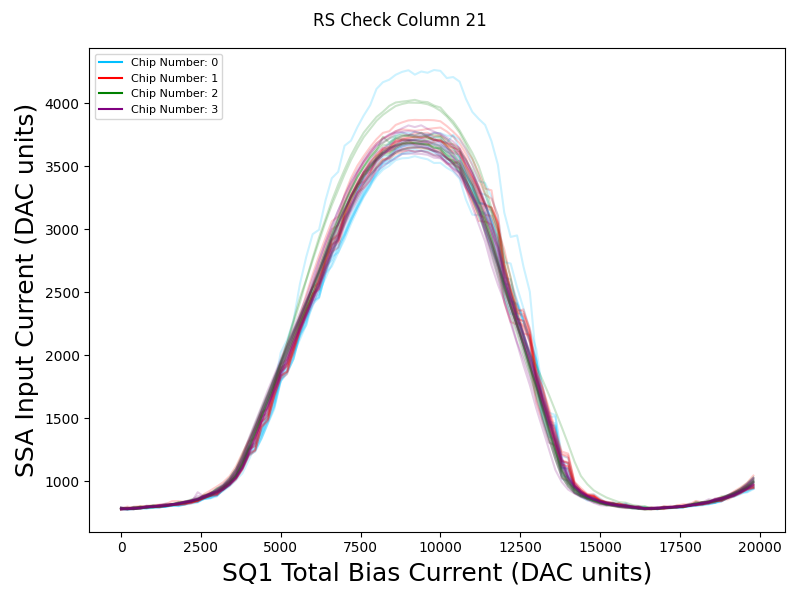 RS Check Column 21
Chip Number: 0
Chip Number: 1
Chip Number: 2
Chip Number: 3
SSA Input Current (DAC units)
4000
3500
3000
2500
2000
1500
1000
0 2500 5000 7500 10000 12500 15000 17500 20000
SQ1 Total Bias Current (DAC units)